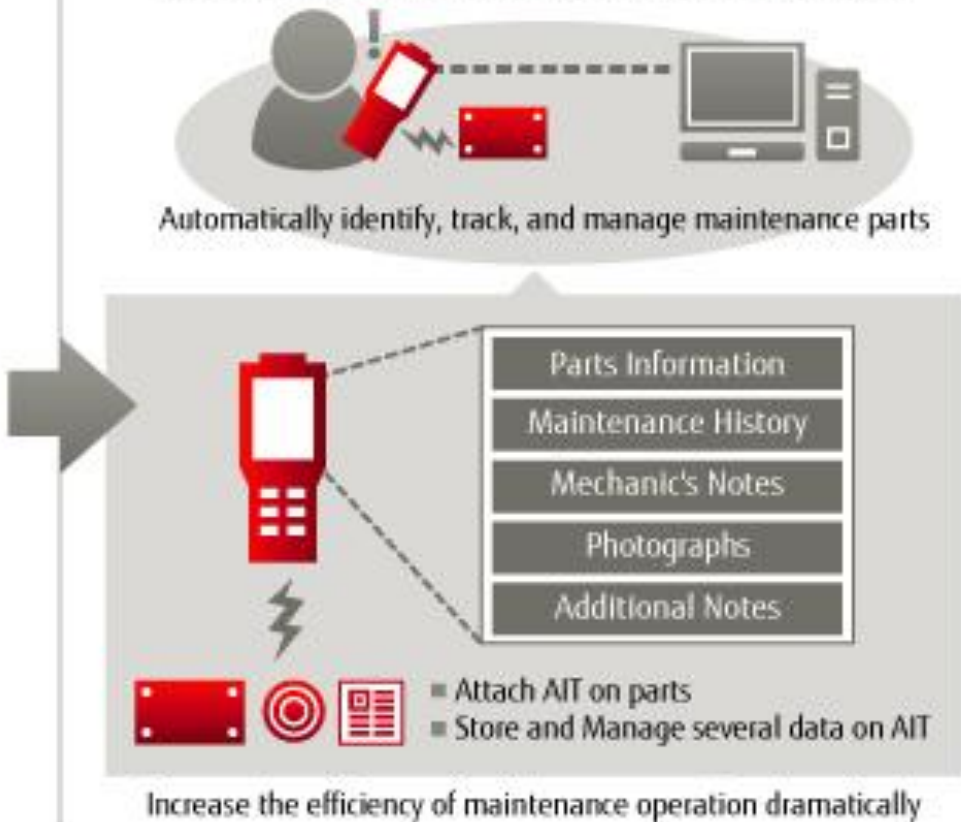 Automatically identify, track, and manage maintenance parts
Parts Information
Maintenance History
Mechanic's Notes
Photographs
Additional Notes
▪ Attach AIT on parts
▪ Store and Manage several data on AIT
Increase the efficiency of maintenance operation dramatically